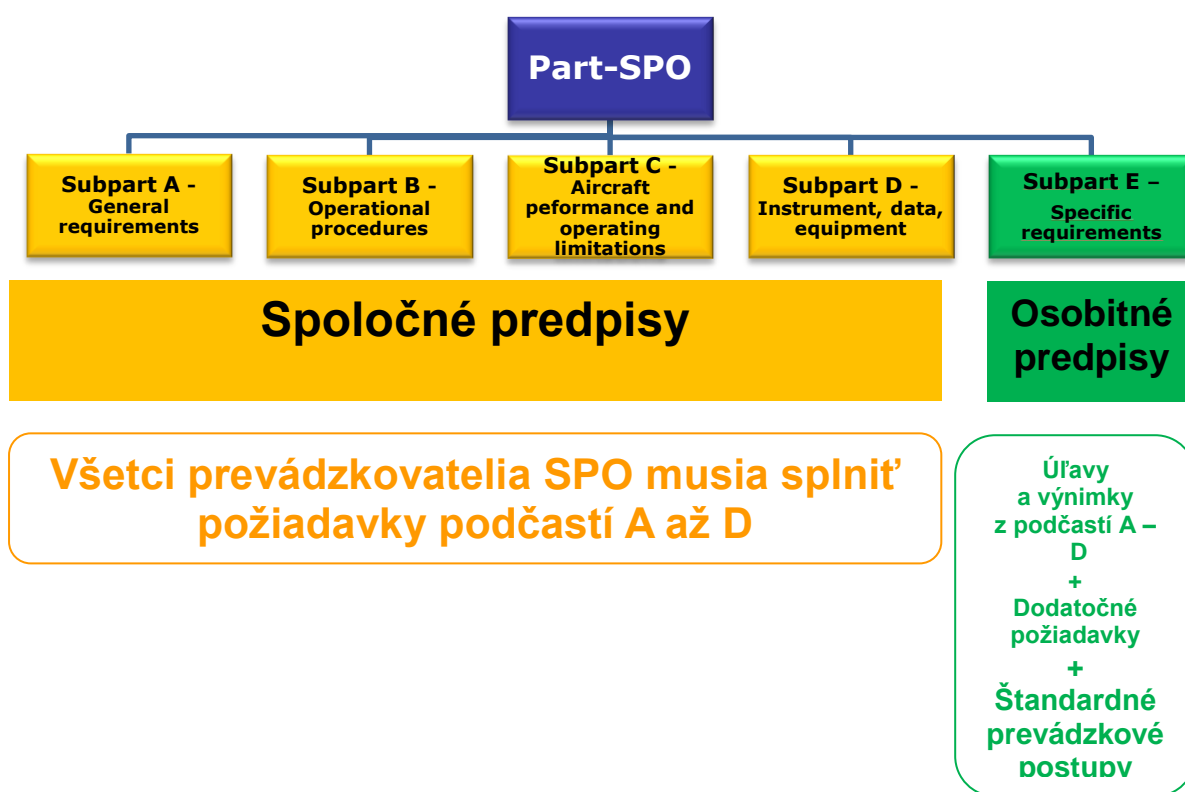 Part-SPO
Subpart A -
General
requirements
Subpart B -
Operational
procedures
Subpart C -
Aircraft
peformance and
operating
limitations
Subpart D -
Instrument, data,
equipment
Subpart E –
Specific
requirements
Spoločné predpisy
Osobitné
predpisy
Všetci prevádzkovatelia SPO musia splniť
požiadavky podčastí A až D
Úľavy
a výnimky
z podčastí A –
D
+
Dodatočné
požiadavky
+
Štandardné
prevádzkové
postupy